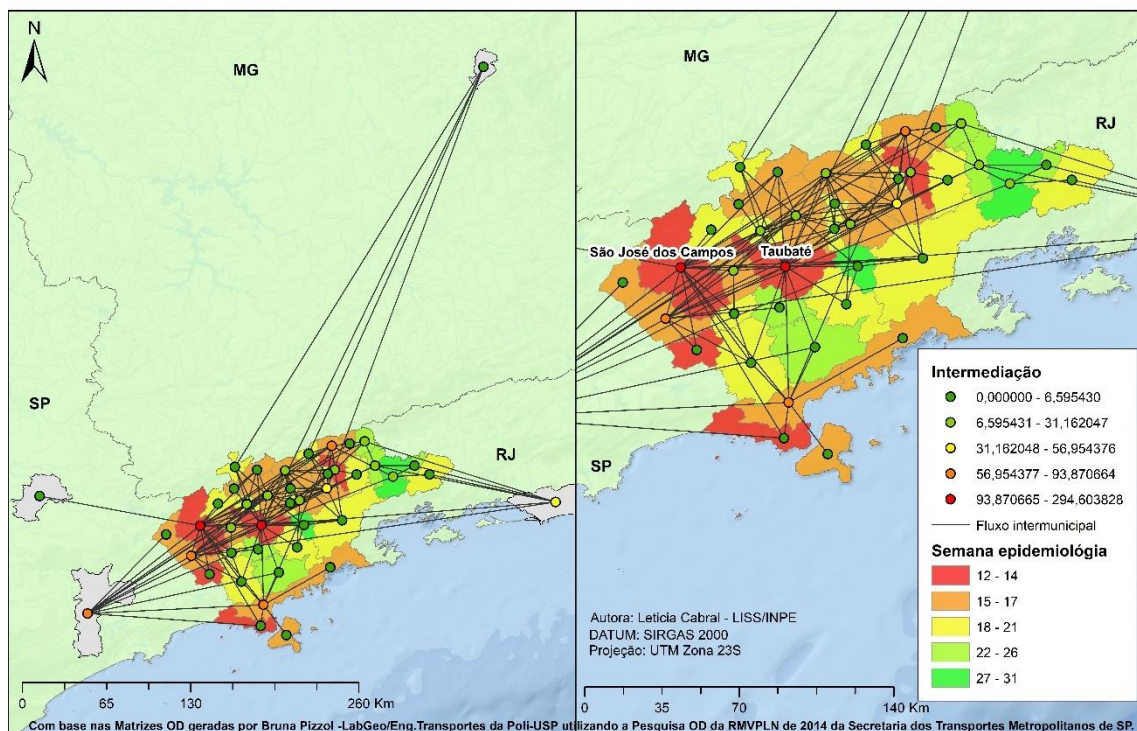 N
MG
SP
RJ
0 65 130 260 Km
MG
RJ
São José dos Campos
Taubaté
SP
Intermediação
0,000000 - 6,595430
6,595431 - 31,162047
31,162048 - 56,954376
56,954377 - 93,870664
93,870665 - 294,603828
Fluxo intermunicipal
Semana epidemiológia
12 - 14
15 - 17
18 - 21
22 - 26
27 - 31
Autora: Leticia Cabral - LISS/INPE
DATUM: SIRGAS 2000
Projeção: UTM Zona 23S
0 35 70 140 Km
Com base nas Matrizes OD geradas por Bruna Pizzol -LabGeo/Eng.Transportes da Poli-USP utilizando a Pesquisa OD da RMVPLN de 2014 da Secretaria dos Transportes Metropolitanos de SP.